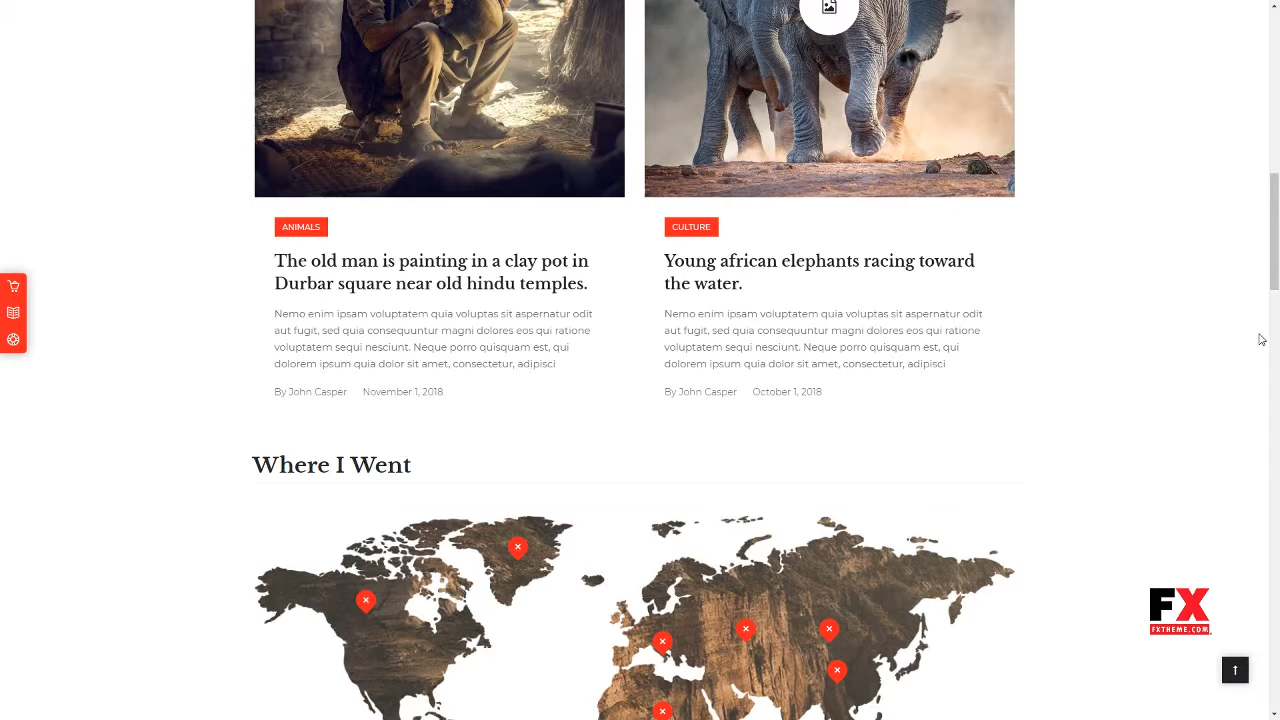 ANIMALS
The old man is painting in a clay pot in
Durbar square near old hindu temples.
Nemo enim ipsam voluptatem quia voluptas sit aspernatur odit
aut fugit, sed quia consequuntur magni dolores eos qui ratione
voluptatem sequi nesciunt. Neque porro quisquam est, qui
dolorem ipsum quia dolor sit amet, consectetur, adipisci
By John Casper November 1, 2018
CULTURE
Young african elephants racing toward
the water.
Nemo enim ipsam voluptatem quia voluptas sit aspernatur odit
aut fugit, sed quia consequuntur magni dolores eos qui ratione
voluptatem sequi nesciunt. Neque porro quisquam est, qui
dolorem ipsum quia dolor sit amet, consectetur, adipisci
By John Casper October 1, 2018
Where I Went
FX
FXTHEME.COM